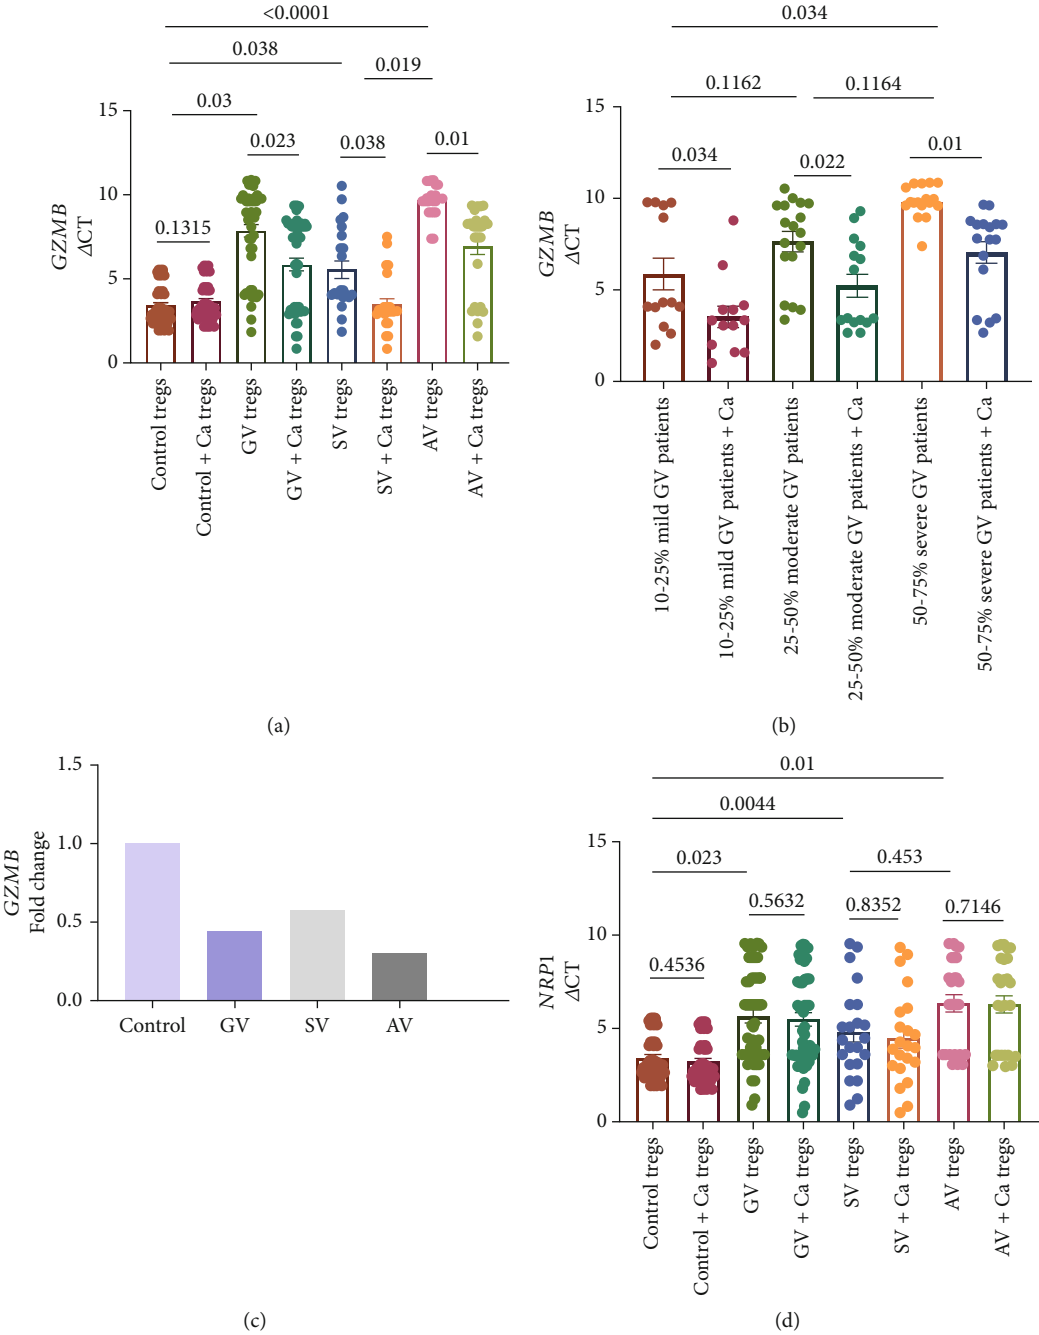 <0.0001
0.038
0.019
0.03
0.023
0.038
0.01
0.1315
15
10
5
0
GZMB
ΔCT
Control tregs
Control + Ca tregs
GV tregs
GV + Ca tregs
SV tregs
SV + Ca tregs
AV tregs
AV + Ca tregs
(a)
0.034
0.1162
0.1164
0.034
0.022
0.01
15
10
5
0
GZMB
ΔCT
10-25% mild GV patients
10-25% mild GV patients + Ca
25-50% moderate GV patients
25-50% moderate GV patients + Ca
50-75% severe GV patients
50-75% severe GV patients + Ca
(b)
1.5
1.0
0.5
0.0
GZMB
Fold change
Control
GV
SV
AV
(c)
0.01
0.0044
0.023
0.453
0.5632
0.8352
0.7146
0.4536
15
10
5
0
NRP1
ΔCT
Control tregs
Control + Ca tregs
GV tregs
GV + Ca tregs
SV tregs
SV + Ca tregs
AV tregs
AV + Ca tregs
(d)